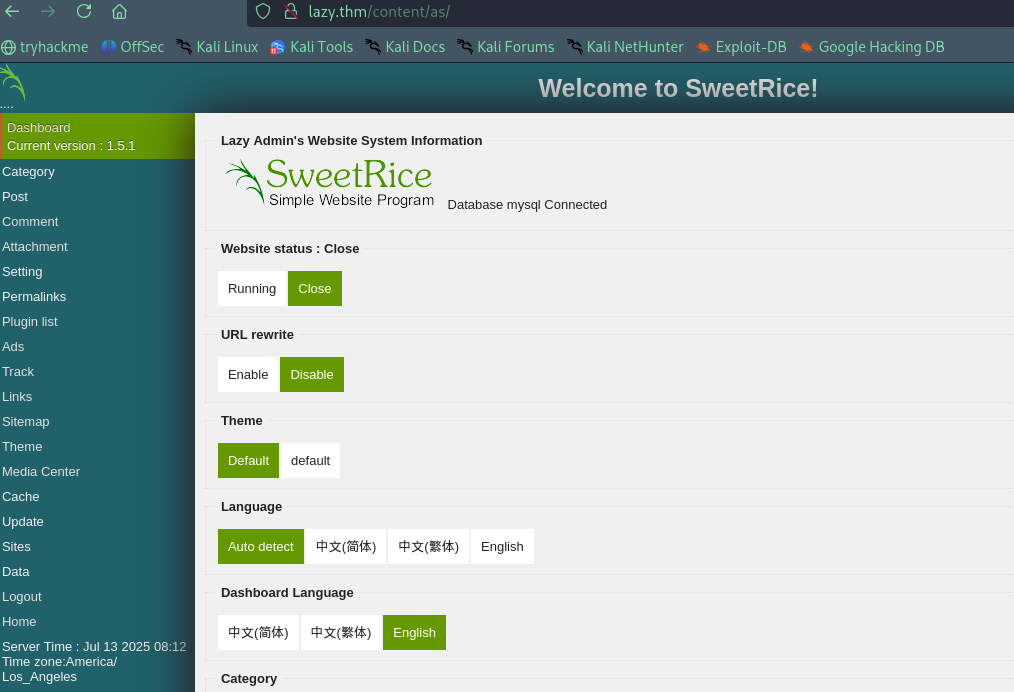 lazy.thm/content/as/
tryhackme OffSec Kali Linux Kali Tools Kali Docs Kali Forums Kali NetHunter Exploit-DB Google Hacking DB
....
Welcome to SweetRice!
Dashboard
Current version : 1.5.1
Category
Post
Comment
Attachment
Setting
Permalinks
Plugin list
Ads
Track
Links
Sitemap
Theme
Media Center
Cache
Update
Sites
Data
Logout
Home
Server Time : Jul 13 2025 08:12
Time zone:America/
Los_Angeles
Lazy Admin's Website System Information
SweetRice
Simple Website Program
Database mysql Connected
Website status : Close
Running Close
URL rewrite
Enable Disable
Theme
Default default
Language
Auto detect 中文(简体) 中文(繁体) English
Dashboard Language
中文(简体) 中文(繁体) English
Category